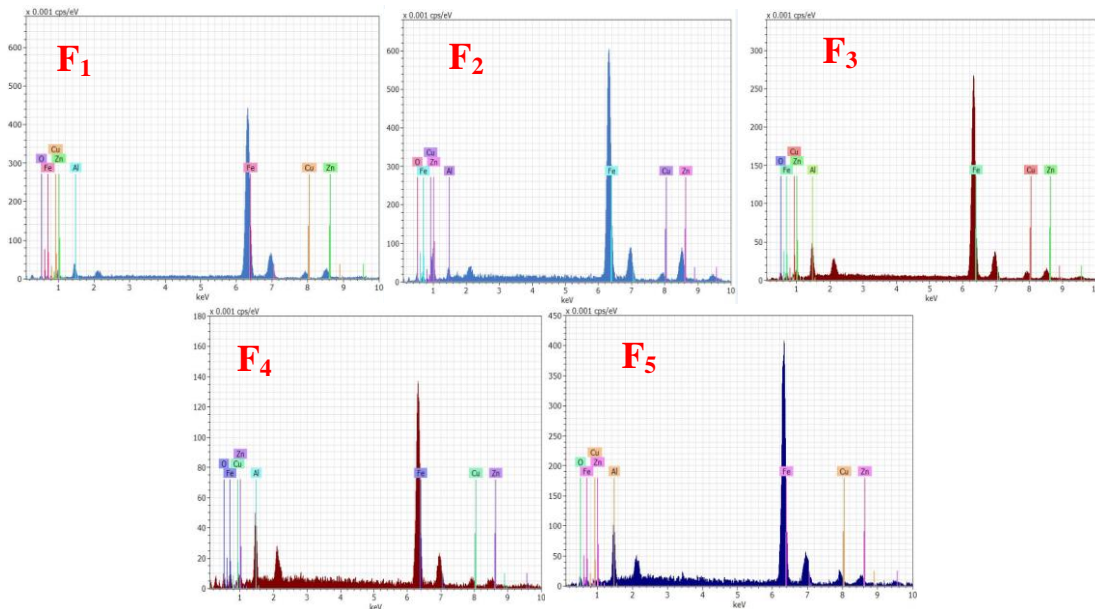 x 0.001 cps/eV
F1
600
500
400
300
200
100
0
Cu
O Zn Al Fe Cu Zn
Fe
1 2 3 4 5 6 7 8 9 10
keV
x 0.001 cps/eV
F2
600
500
400
300
200
100
0
Cu
O Zn Al Fe Cu Zn
Fe
1 2 3 4 5 6 7 8 9 10
keV
x 0.001 cps/eV
F3
300
250
200
150
100
50
0
Cu
O Zn Al Fe Cu Zn
Fe
1 2 3 4 5 6 7 8 9 10
keV
x 0.001 cps/eV
F4
180
160
140
120
100
80
60
40
20
0
Zn
O Cu
Fe Al Fe Cu Zn
1 2 3 4 5 6 7 8 9 10
keV
x 0.001 cps/eV
F5
450
400
350
300
250
200
150
100
50
0
Cu
O Zn
Fe Al Fe Cu Zn
1 2 3 4 5 6 7 8 9 10
keV